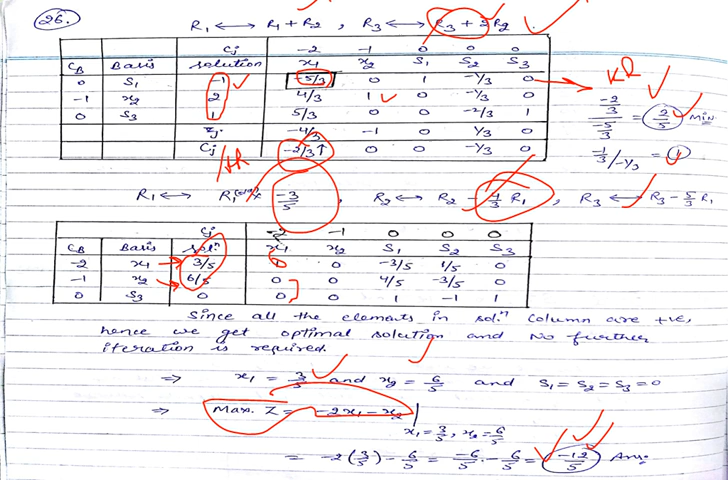 26.
R₁ ⟷ R₁ + R₂ , R₃ ⟷ R₃ + 2 R₂
Cj -2 -1 0 0 0
CB Basis solution x₁ x₂ S₁ S₂ S₃
0 S₁ -1 -5/3 0 1 -1/3 0
-1 x₂ 2 4/3 1 0 -1/3 0
0 S₃ 1 5/3 0 0 -2/3 1
Zj -4/3 -1 0 1/3 0
Cj -2/3↑ 0 0 -1/3 0
KR
-2/3 / -5/3 = 2/5 Min
-1/3 / -1/3 = 1
R₁ ⟷ R₁ × -3/5 R₂ ⟷ R₂ - 4/3 R₁ , R₃ ⟷ R₃ - 5/3 R₁
Cj -2 -1 0 0 0
CB Basis solⁿ x₁ x₂ S₁ S₂ S₃
-2 x₁ 3/5 1 0 -3/5 1/5 0
-1 x₂ 6/5 0 0 4/5 -3/5 0
0 S₃ 0 0 0 1 -1 1
Since all the elements in sol.ⁿ column are +ve,
hence we get optimal solution and No further
iteration is required.
⇒ x₁ = 3/5 and x₂ = 6/5 and S₁ = S₂ = S₃ = 0
⇒ Max. Z = -2x₁ - x₂ |
x₁ = 3/5, x₂ = 6/5
= -2(3/5) - 6/5 = -6/5 - 6/5 = -12/5 Ans